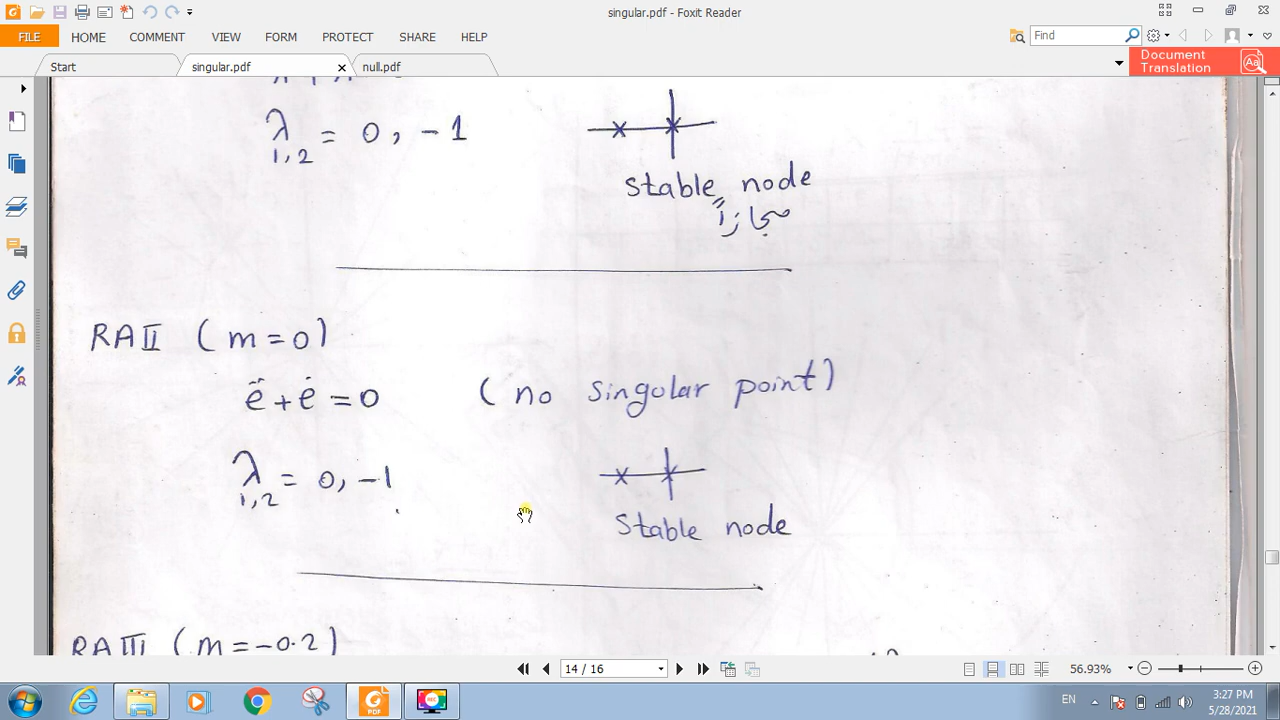 singular.pdf - Foxit Reader
FILE HOME COMMENT VIEW FORM PROTECT SHARE HELP
Find
Start singular.pdf null.pdf
Document
Translation
λ1,2 = 0, -1
stable node
مجازاً
RAII (m=0)
ë + ė = 0 (no singular point)
λ1,2 = 0, -1
Stable node
RAIII (m=-0.2)
14 / 16
56.93%
EN
3:27 PM
5/28/2021